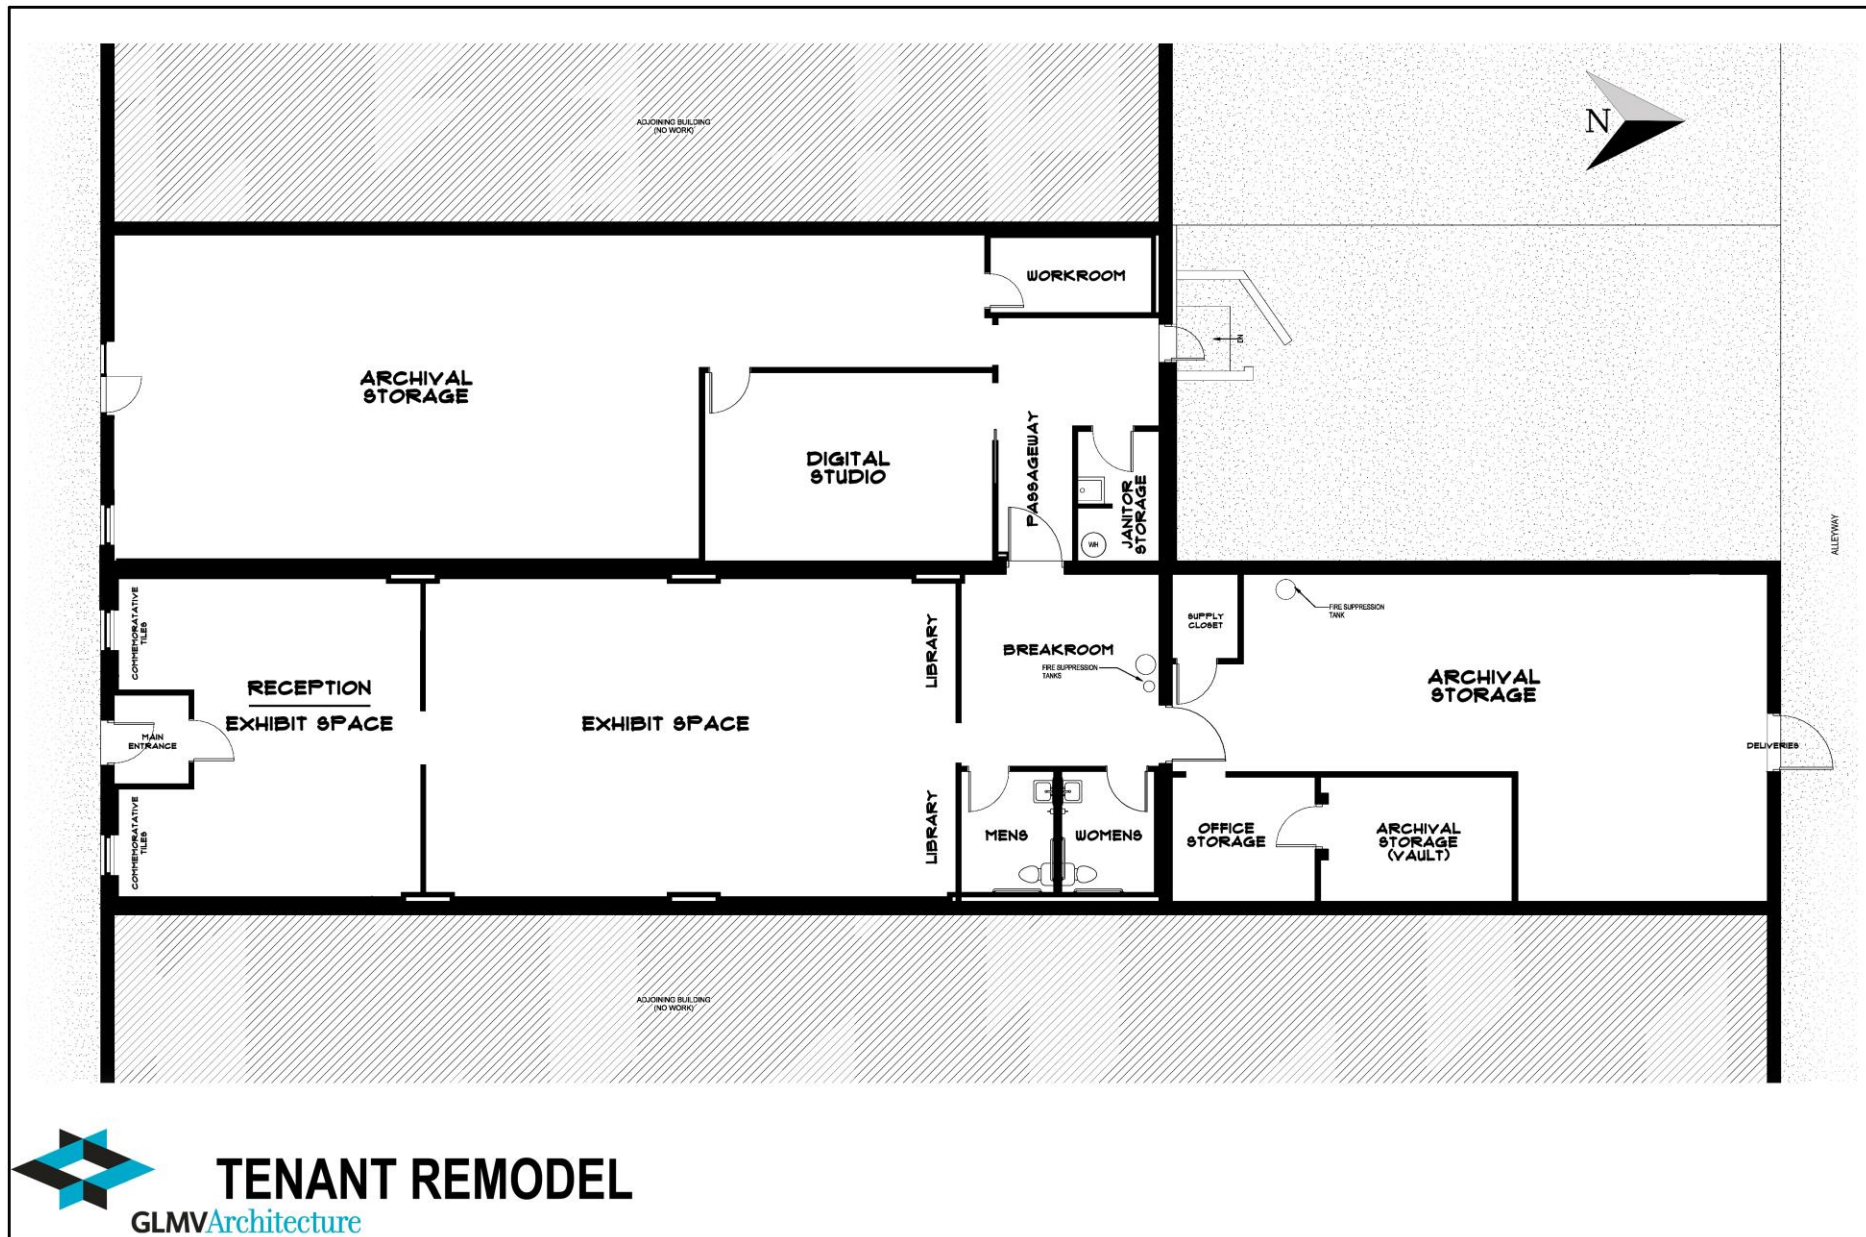 ADJOINING BUILDING
(NO WORK)
N
WORKROOM
DN
ARCHIVAL
STORAGE
DIGITAL
STUDIO
PASSAGEWAY
JANITOR
STORAGE
WH
ALLEYWAY
COMMEMORATATIVE
TILES
RECEPTION
EXHIBIT SPACE
MAIN
ENTRANCE
COMMEMORATATIVE
TILES
EXHIBIT SPACE
LIBRARY
LIBRARY
BREAKROOM
FIRE SUPPRESSION
TANKS
SUPPLY
CLOSET
FIRE SUPPRESSION
TANK
ARCHIVAL
STORAGE
DELIVERIES
MENS
WOMENS
OFFICE
STORAGE
ARCHIVAL
STORAGE
(VAULT)
ADJOINING BUILDING
(NO WORK)
TENANT REMODEL
GLMVArchitecture